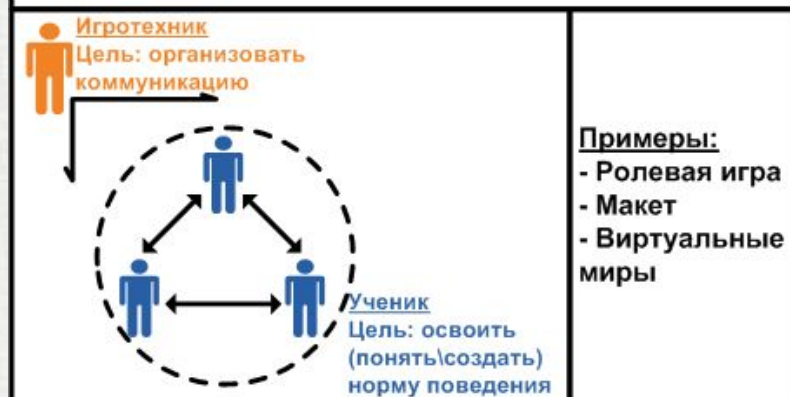 Игротехник
Цель: организовать
коммуникацию
Ученик
Цель: освоить
(понять\создать)
норму поведения
Примеры:
- Ролевая игра
- Макет
- Виртуальные
миры